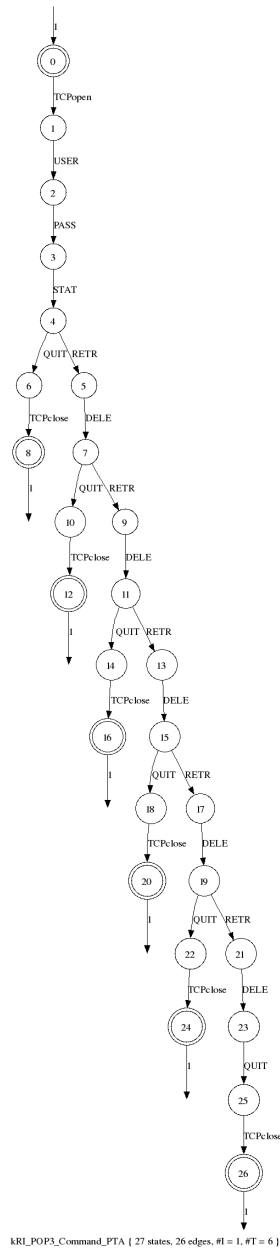 1
0
TCPopen
1
USER
2
PASS
3
STAT
4
QUIT RETR
6 5
TCPclose DELE
8 7
1 QUIT RETR
10 9
TCPclose DELE
12 11
1 QUIT RETR
14 13
TCPclose DELE
16 15
1 QUIT RETR
18 17
TCPclose DELE
20 19
1 QUIT RETR
22 21
TCPclose DELE
24 23
1 QUIT
25
TCPclose
26
1
kRI_POP3_Command_PTA { 27 states, 26 edges, #I = 1, #T = 6 }